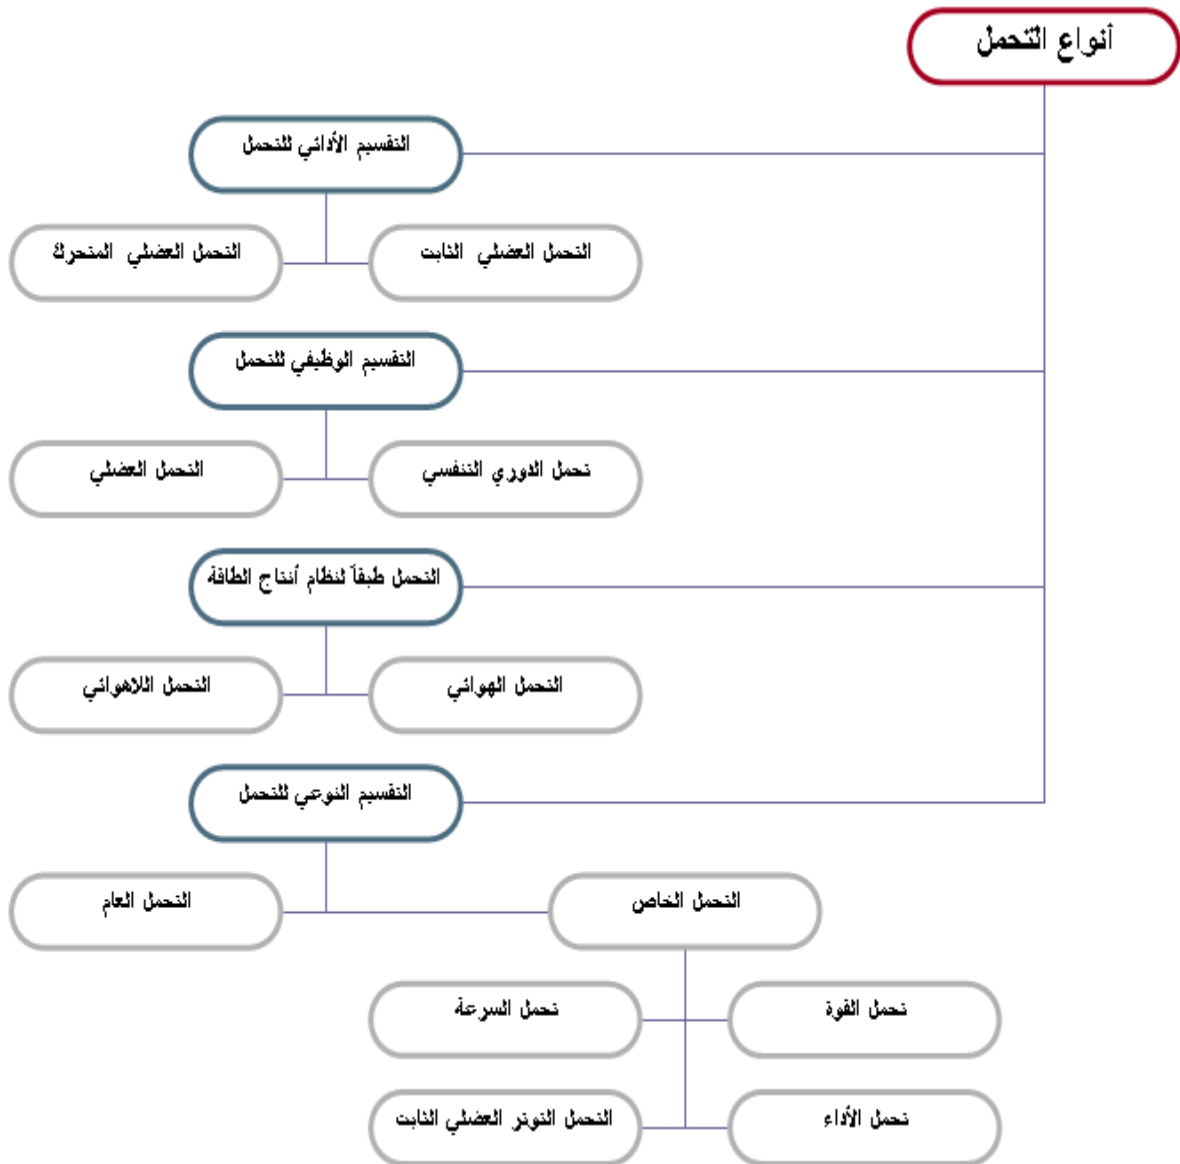 أنواع التحمل
التقسيم الأدائي للتحمل
التحمل العضلي الثابت
التحمل العضلي المتحرك
التقسيم الوظيفي للتحمل
تحمل الدوري التنفسي
التحمل العضلي
التحمل طبقاً لنظام أنتاج الطاقة
التحمل الهوائي
التحمل اللاهوائي
التقسيم النوعي للتحمل
التحمل الخاص
التحمل العام
تحمل القوة
تحمل السرعة
تحمل الأداء
التحمل التوتر العضلي الثابت